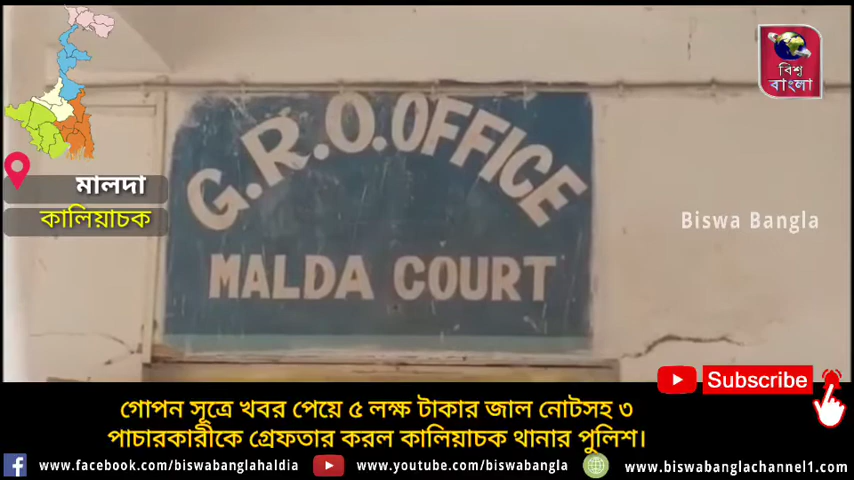 বিশ্ব
বাংলা
মালদা
কালিয়াচক
G.R.O. OFFICE
MALDA COURT
Biswa Bangla
Subscribe
গোপন সূত্রে খবর পেয়ে ৫ লক্ষ টাকার জাল নোটসহ ৩
পাচারকারীকে গ্রেফতার করল কালিয়াচক থানার পুলিশ।
www.facebook.com/biswabanglahaldia
www.youtube.com/biswabangla
www.biswabanglachannel1.com